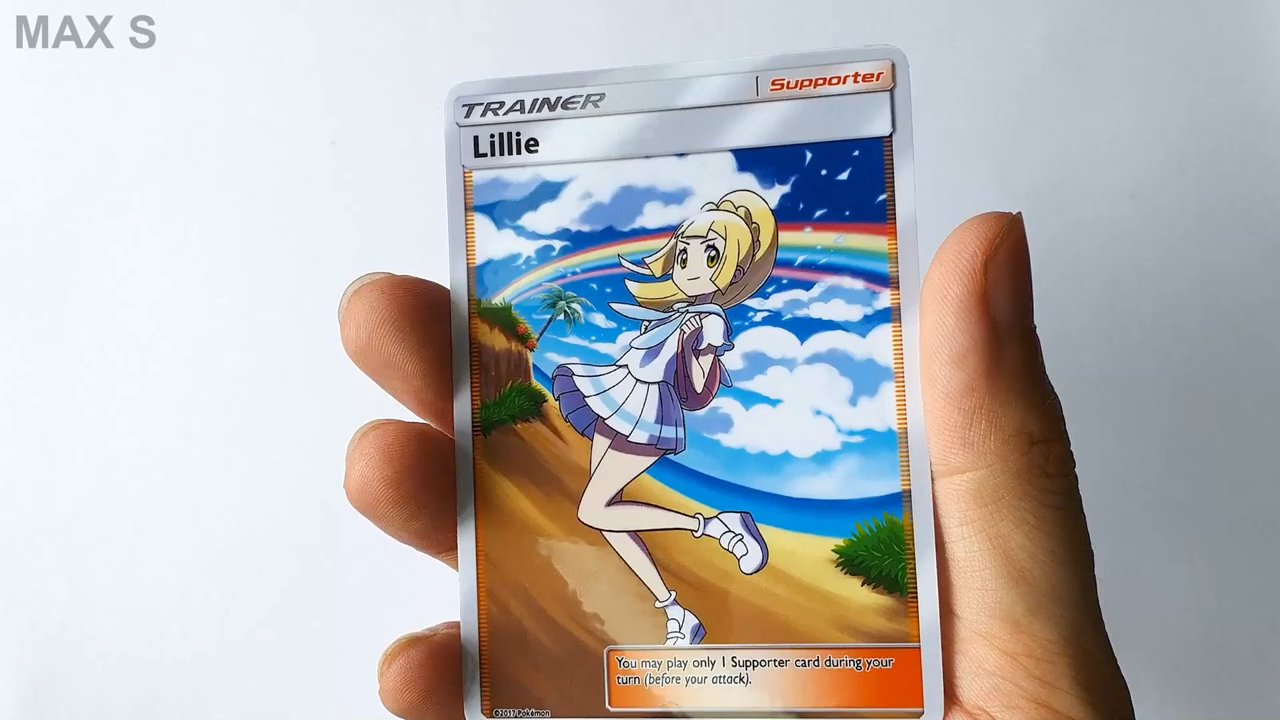 MAX S
TRAINER
Supporter
Lillie
You may play only 1 Supporter card during your
turn (before your attack).
©2017 Pokémon